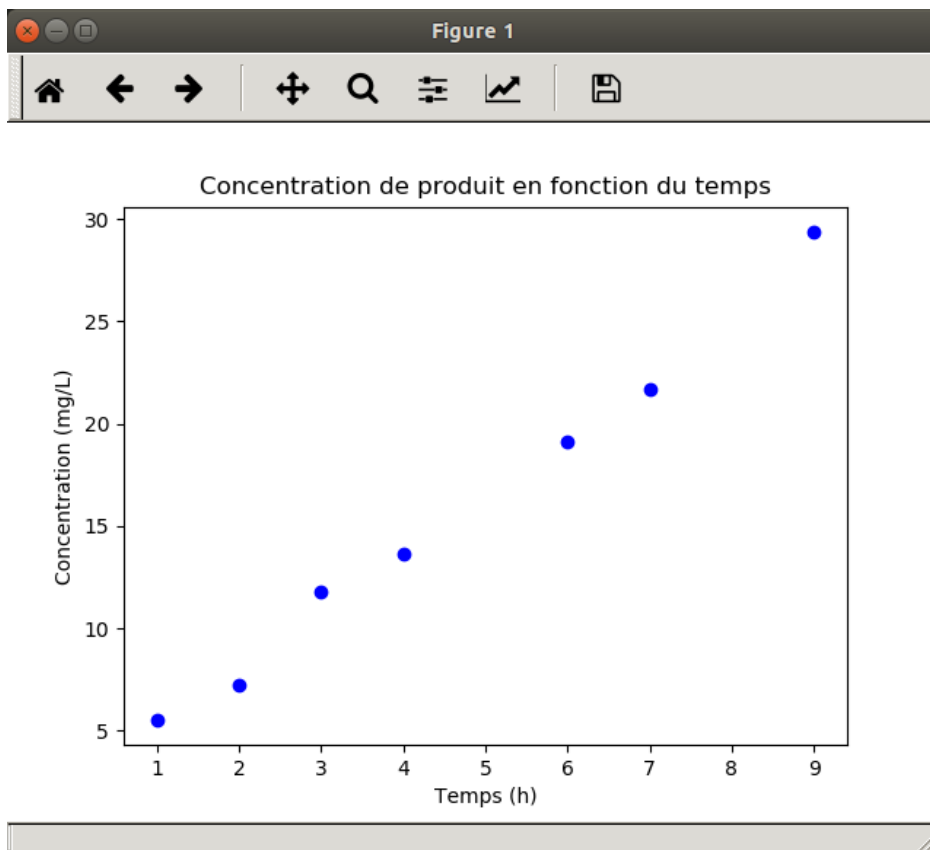 Figure 1
Concentration de produit en fonction du temps
30
25
20
15
10
5
Concentration (mg/L)
1 2 3 4 5 6 7 8 9
Temps (h)